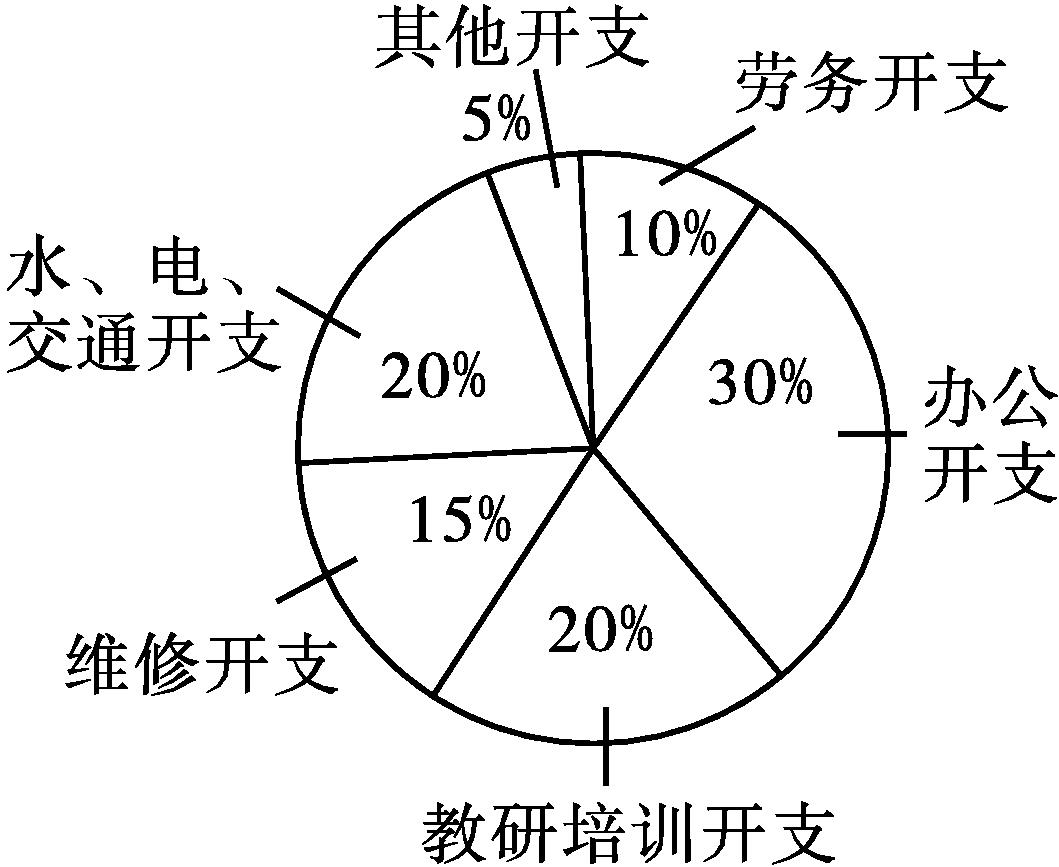 其他开支
5%
劳务开支
10%
水、电、
交通开支
20%
30%
办公
开支
15%
维修开支
20%
教研培训开支